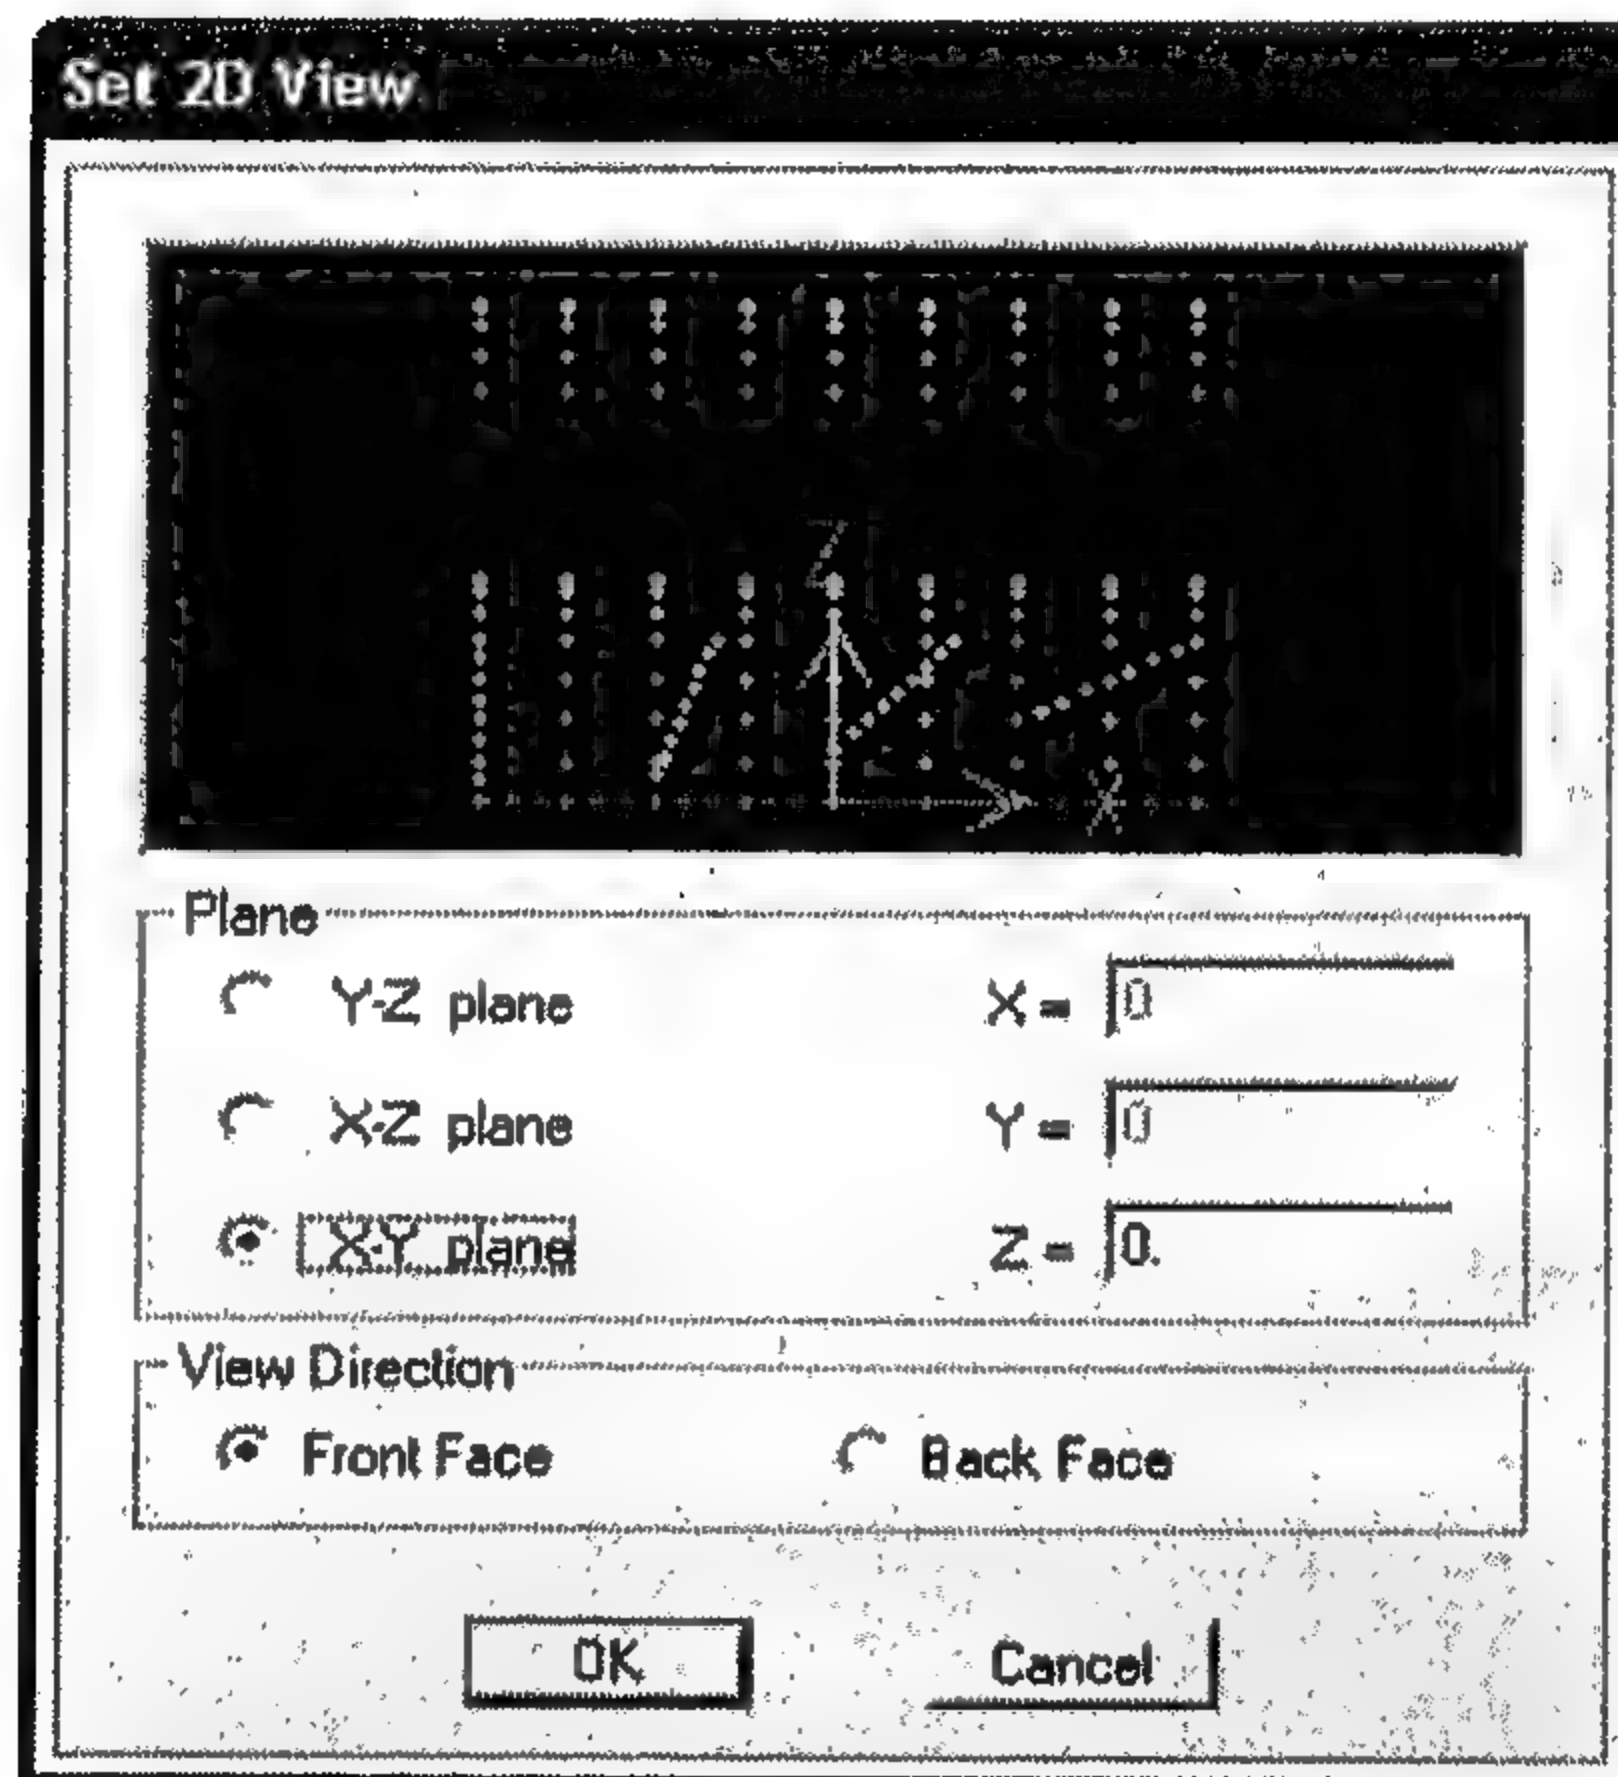 Set 2D View
Z
X
Plane
Y-Z plane X = 0
X-Z plane Y = 0
X-Y plane Z = 0.
View Direction
Front Face Back Face
OK Cancel